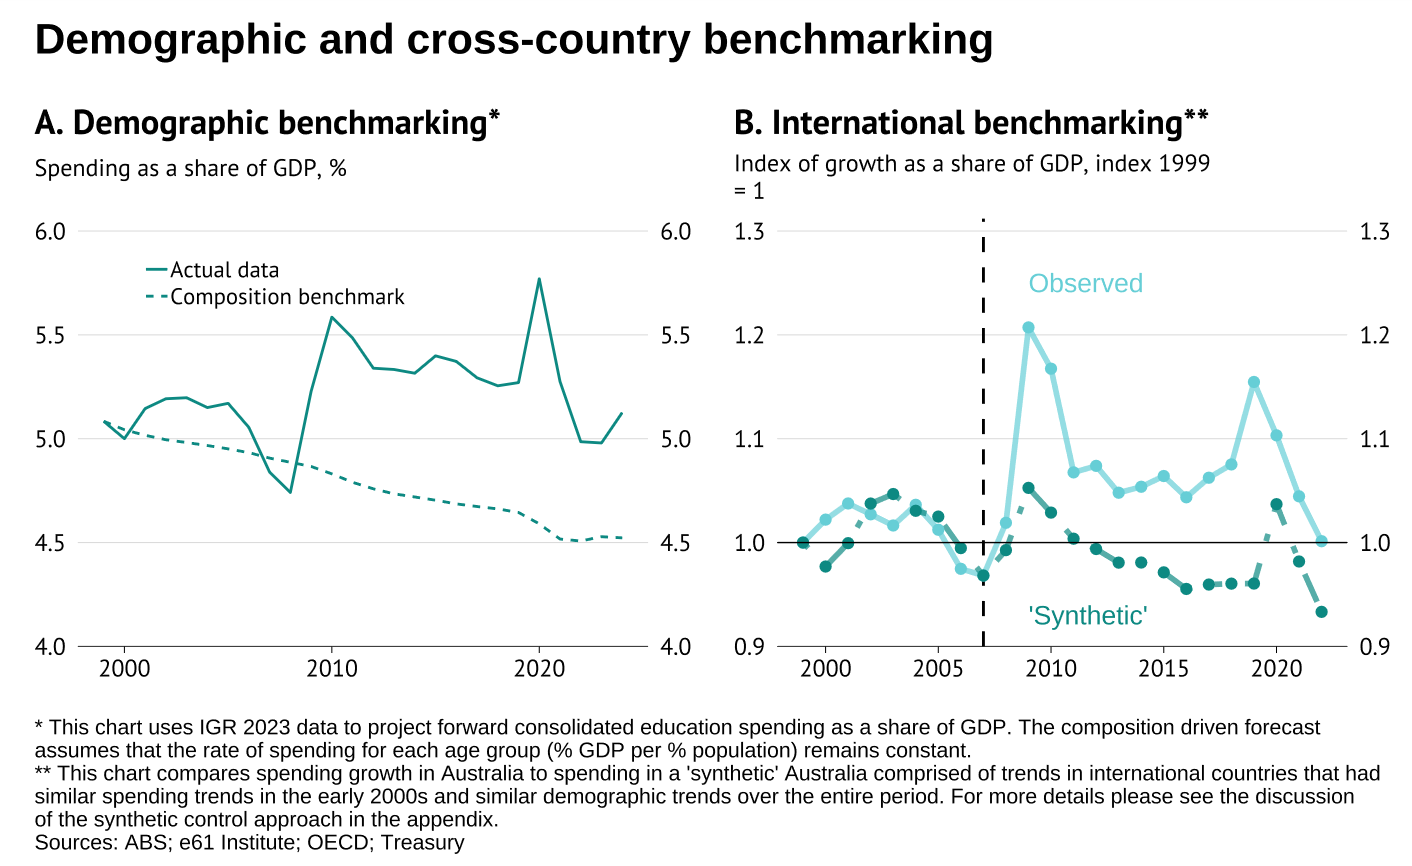 Demographic and cross-country benchmarking
A. Demographic benchmarking*
Spending as a share of GDP, %
6.0
6.0
Actual data
Composition benchmark
5.5
5.5
5.0
5.0
4.5
4.5
4.0
4.0
2000
2010
2020
B. International benchmarking**
Index of growth as a share of GDP, index 1999
= 1
1.3
1.3
Observed
1.2
1.2
1.1
1.1
1.0
1.0
'Synthetic'
0.9
0.9
2000
2005
2010
2015
2020
* This chart uses IGR 2023 data to project forward consolidated education spending as a share of GDP. The composition driven forecast
assumes that the rate of spending for each age group (% GDP per % population) remains constant.
** This chart compares spending growth in Australia to spending in a 'synthetic' Australia comprised of trends in international countries that had
similar spending trends in the early 2000s and similar demographic trends over the entire period. For more details please see the discussion
of the synthetic control approach in the appendix.
Sources: ABS; e61 Institute; OECD; Treasury